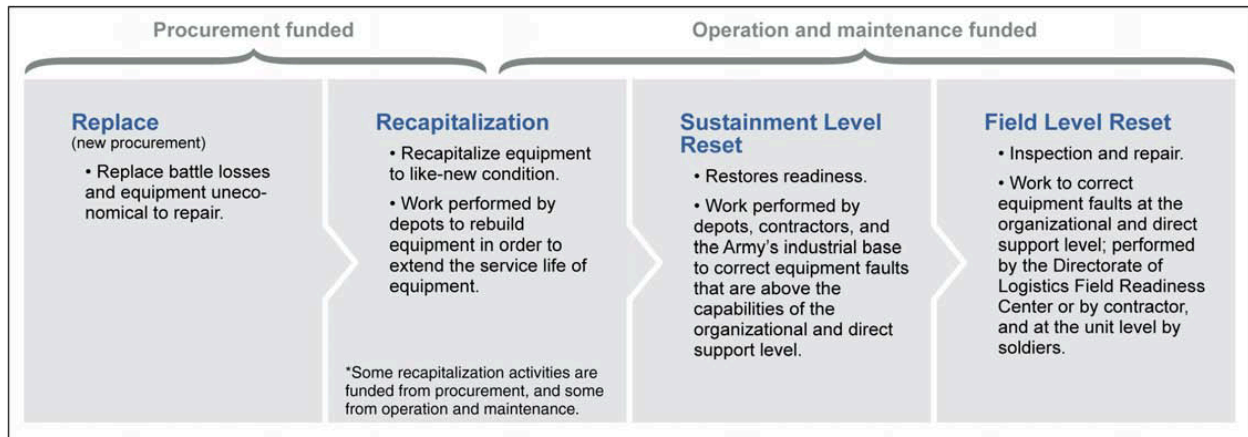 Procurement funded
Operation and maintenance funded
Replace
(new procurement)
• Replace battle losses
and equipment uneco-
nomical to repair.
Recapitalization
• Recapitalize equipment
to like-new condition.
• Work performed by
depots to rebuild
equipment in order to
extend the service life of
equipment.
*Some recapitalization activities are
funded from procurement, and some
from operation and maintenance.
Sustainment Level
Reset
• Restores readiness.
• Work performed by
depots, contractors, and
the Army's industrial base
to correct equipment faults
that are above the
capabilities of the
organizational and direct
support level.
Field Level Reset
• Inspection and repair.
• Work to correct
equipment faults at the
organizational and direct
support level; performed
by the Directorate of
Logistics Field Readiness
Center or by contractor,
and at the unit level by
soldiers.